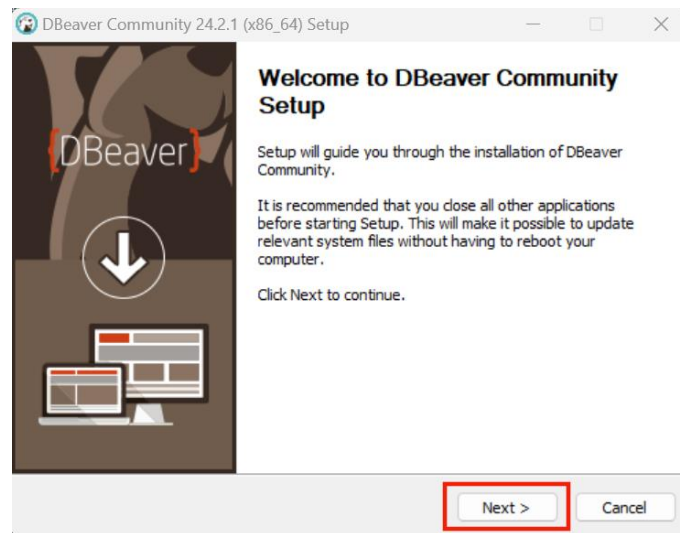 DBeaver Community 24.2.1 (x86_64) Setup
{DBeaver}
Welcome to DBeaver Community
Setup
Setup will guide you through the installation of DBeaver
Community.
It is recommended that you close all other applications
before starting Setup. This will make it possible to update
relevant system files without having to reboot your
computer.
Click Next to continue.
Next >
Cancel